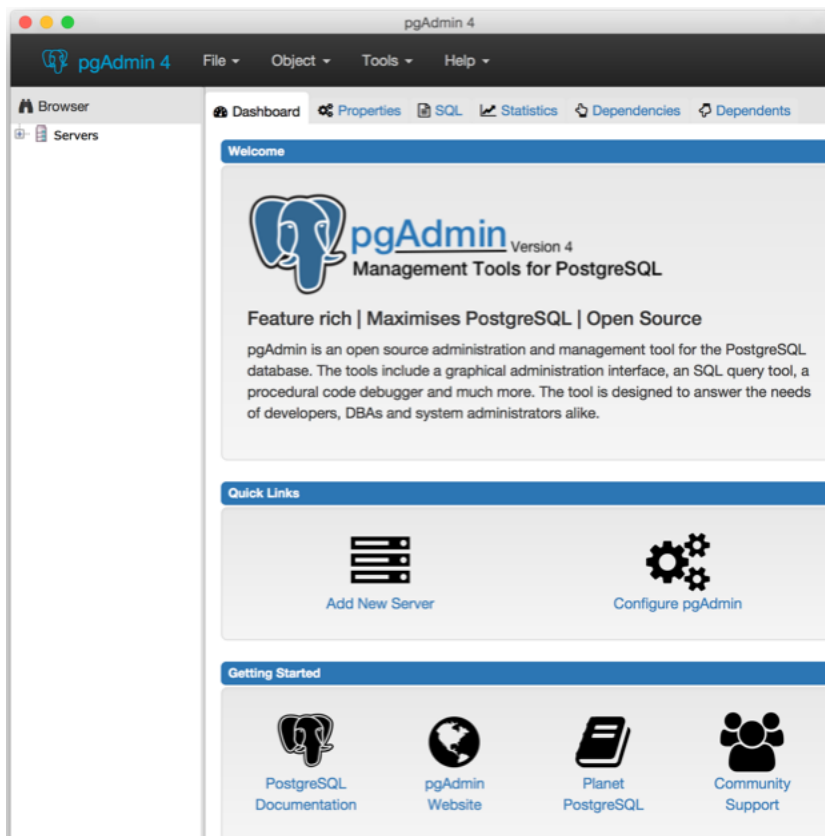 pgAdmin 4
pgAdmin 4 File Object Tools Help
Browser
Servers
Dashboard Properties SQL Statistics Dependencies Dependents
Welcome
pgAdmin Version 4
Management Tools for PostgreSQL
Feature rich | Maximises PostgreSQL | Open Source
pgAdmin is an open source administration and management tool for the PostgreSQL
database. The tools include a graphical administration interface, an SQL query tool, a
procedural code debugger and much more. The tool is designed to answer the needs
of developers, DBAs and system administrators alike.
Quick Links
Add New Server
Configure pgAdmin
Getting Started
PostgreSQL
Documentation
pgAdmin
Website
Planet
PostgreSQL
Community
Support